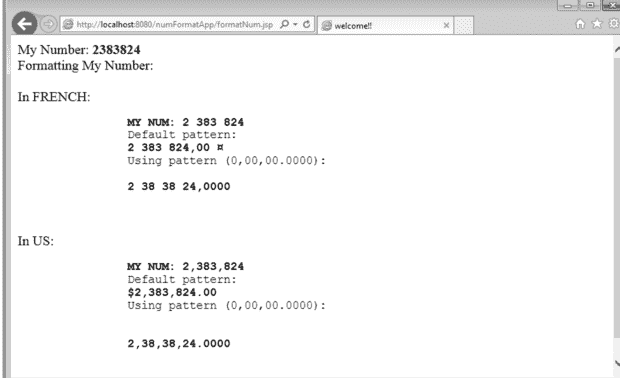 http://localhost:8080/numFormatApp/formatNum.jsp
welcome!!
My Number: 2383824
Formatting My Number:
In FRENCH:
MY NUM: 2 383 824
Default pattern:
2 383 824,00 ¤
Using pattern (0,00,00.0000):
2 38 38 24,0000
In US:
MY NUM: 2,383,824
Default pattern:
$2,383,824.00
Using pattern (0,00,00.0000):
2,38,38,24.0000